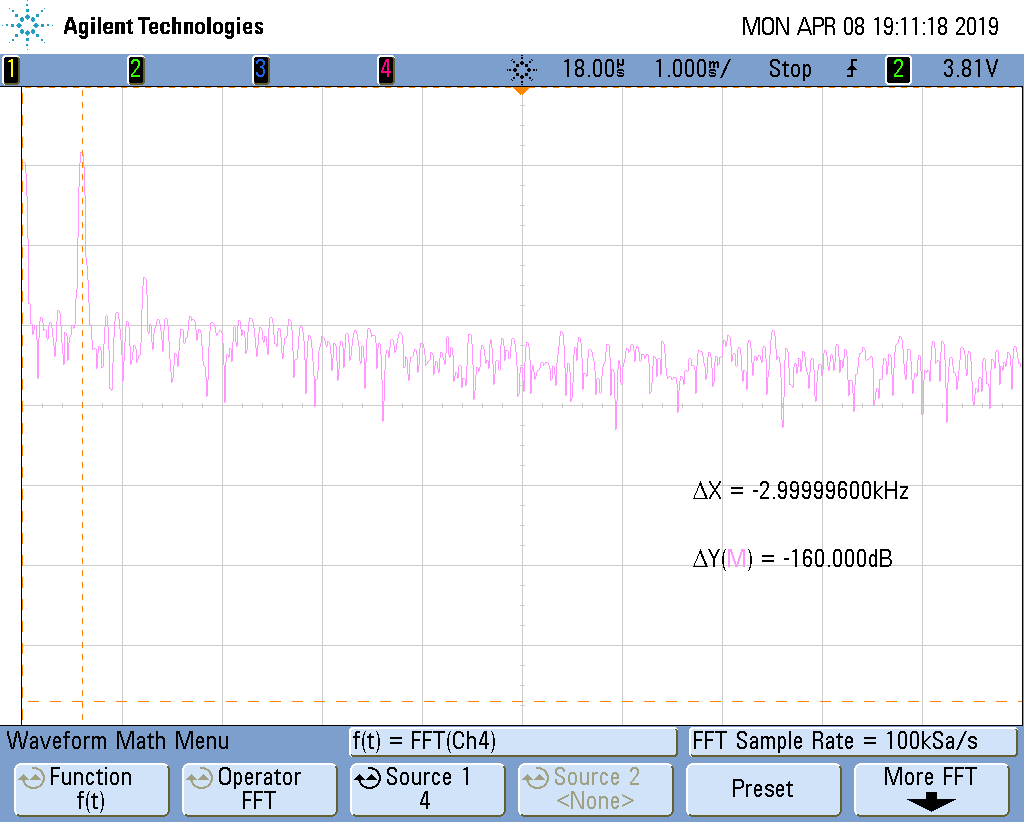 Agilent Technologies
MON APR 08 19:11:18 2019
1 2 3 4 18.00µs 1.000ms/ Stop 2 3.81V
ΔX = -2.99999600kHz
ΔY(M) = -160.000dB
Waveform Math Menu
f(t) = FFT(Ch4)
FFT Sample Rate = 100kSa/s
Function
f(t)
Operator
FFT
Source 1
4
Source 2
<None>
Preset
More FFT